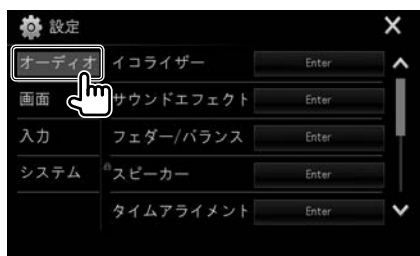 設定
オーディオ イコライザー Enter
画面 サウンドエフェクト Enter
入力 フェダー/バランス Enter
システム スピーカー Enter
タイムアライメント Enter